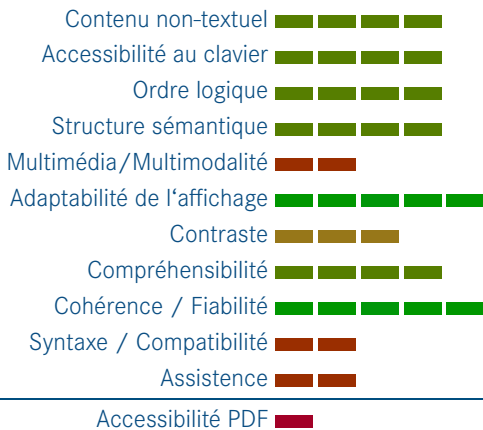 Contenu non-textuel
Accessibilité au clavier
Ordre logique
Structure sémantique
Multimédia/Multimodalité
Adaptabilité de l‘affichage
Contraste
Compréhensibilité
Cohérence / Fiabilité
Syntaxe / Compatibilité
Assistence
Accessibilité PDF